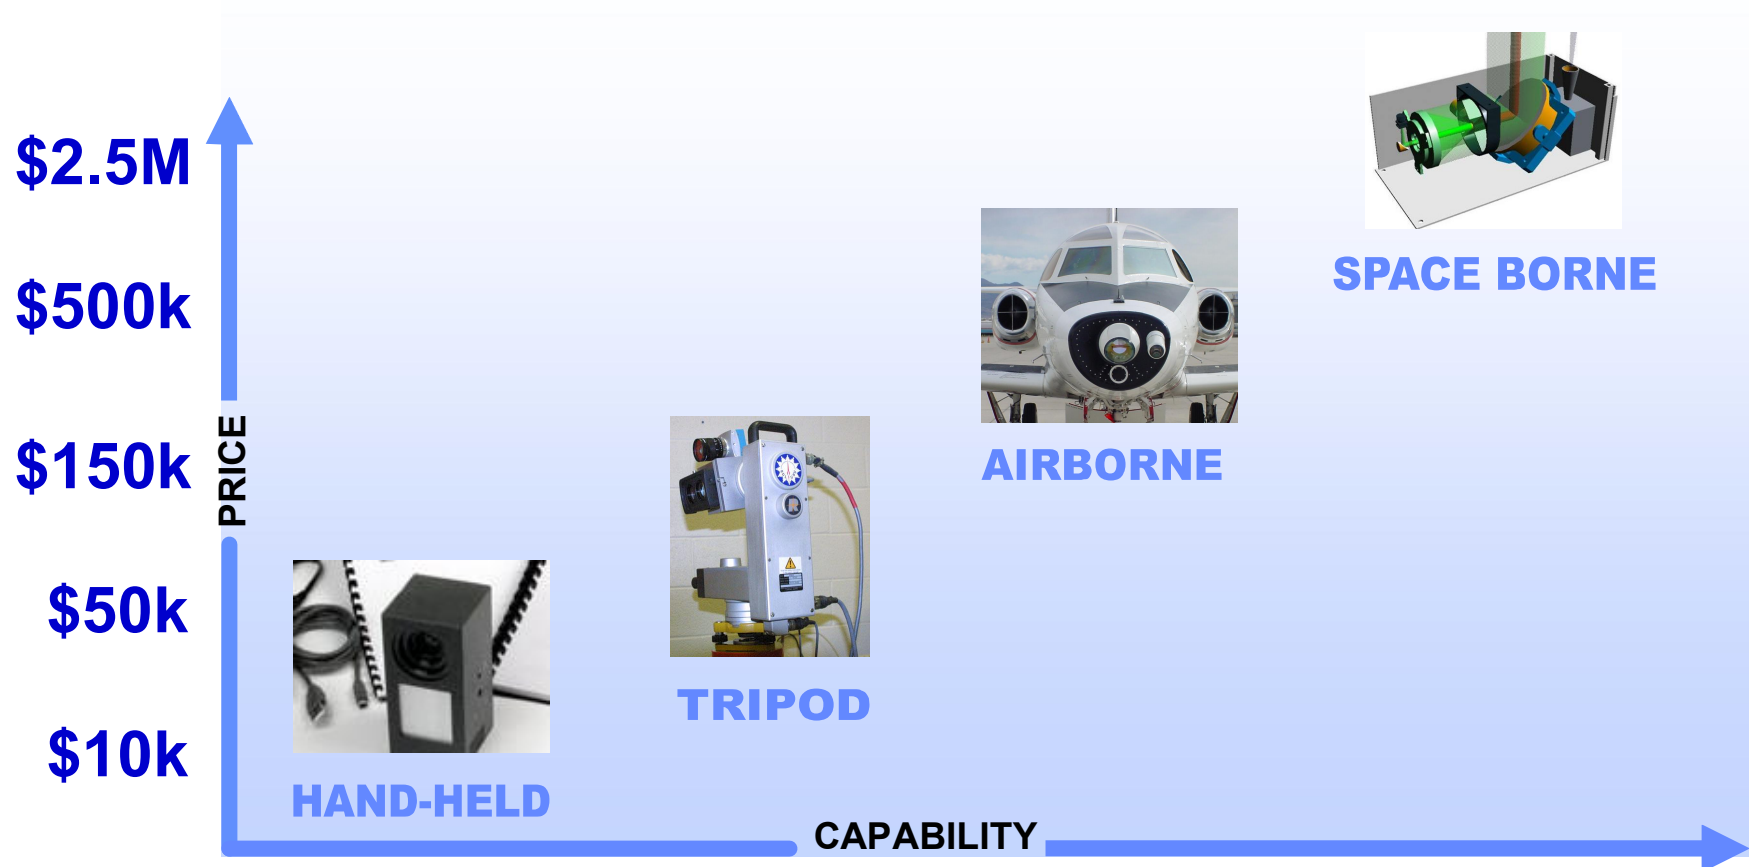 $2.5M
$500k
$150k
$50k
$10k
PRICE
CAPABILITY
HAND-HELD
TRIPOD
AIRBORNE
SPACE BORNE
R